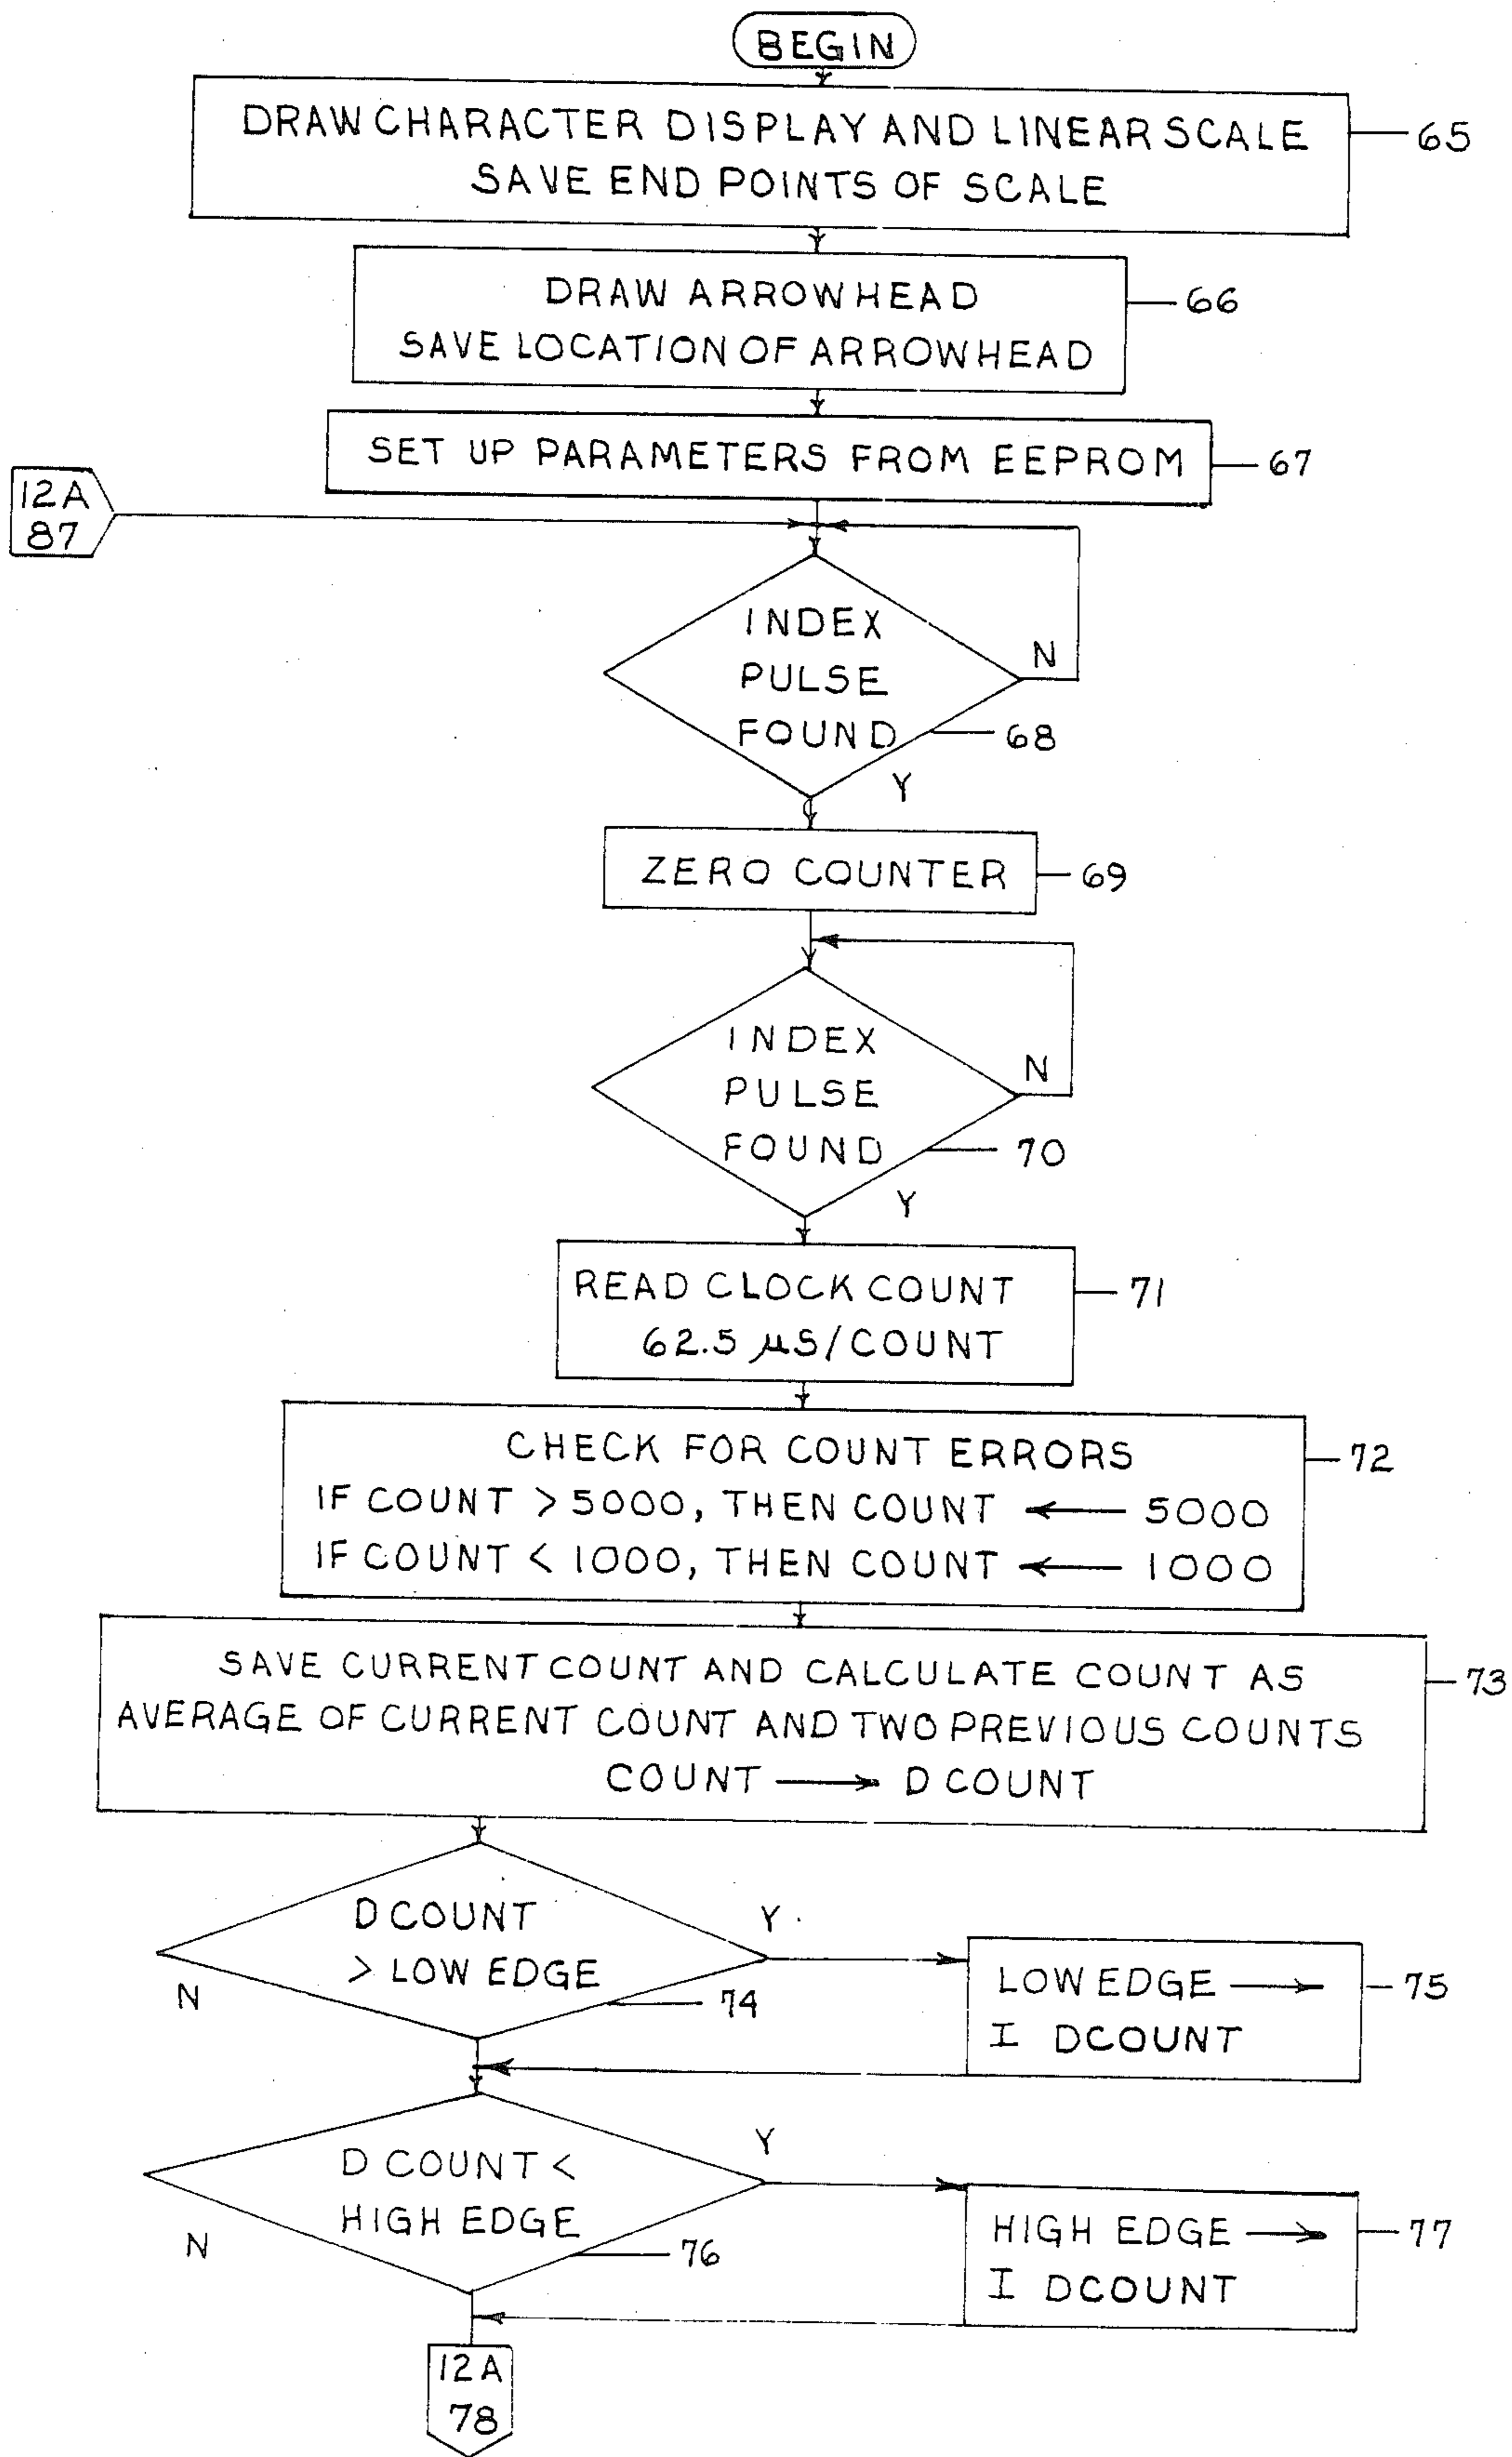 BEGIN
DRAW CHARACTER DISPLAY AND LINEAR SCALE
SAVE END POINTS OF SCALE
65
DRAW ARROWHEAD
SAVE LOCATION OF ARROWHEAD
66
SET UP PARAMETERS FROM EEPROM
67
12A
87
INDEX
PULSE
FOUND
N
68
Y
ZERO COUNTER
69
INDEX
PULSE
FOUND
N
70
Y
READ CLOCK COUNT
62.5 µS/COUNT
71
CHECK FOR COUNT ERRORS
IF COUNT > 5000, THEN COUNT ← 5000
IF COUNT < 1000, THEN COUNT ← 1000
72
SAVE CURRENT COUNT AND CALCULATE COUNT AS
AVERAGE OF CURRENT COUNT AND TWO PREVIOUS COUNTS
COUNT → D COUNT
73
D COUNT
> LOW EDGE
Y
N
74
LOW EDGE →
I DCOUNT
75
D COUNT <
HIGH EDGE
Y
N
76
HIGH EDGE →
I DCOUNT
77
12A
78